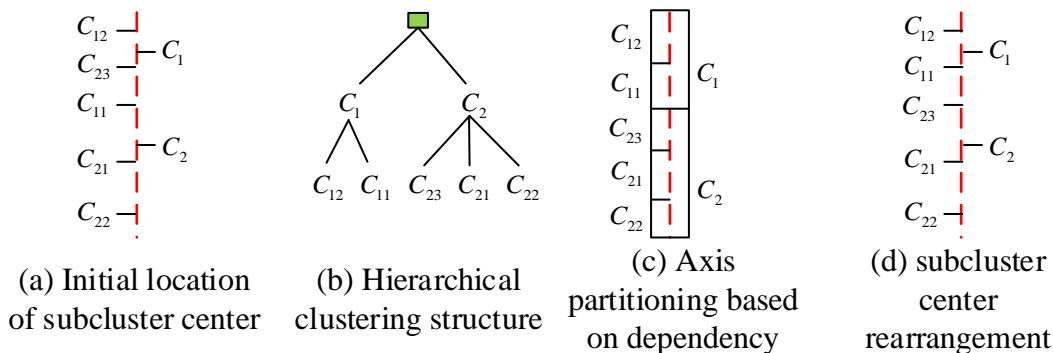 C₁₂
C₁
C₂₃
C₁₁
C₂
C₂₁
C₂₂
(a) Initial location
of subcluster center
C₁ C₂
C₁₂ C₁₁ C₂₃ C₂₁ C₂₂
(b) Hierarchical
clustering structure
C₁₂
C₁
C₁₁
C₂₃
C₂₁
C₂
C₂₂
(c) Axis
partitioning based
on dependency
C₁₂
C₁
C₁₁
C₂₃
C₂
C₂₁
C₂₂
(d) subcluster
center
rearrangement